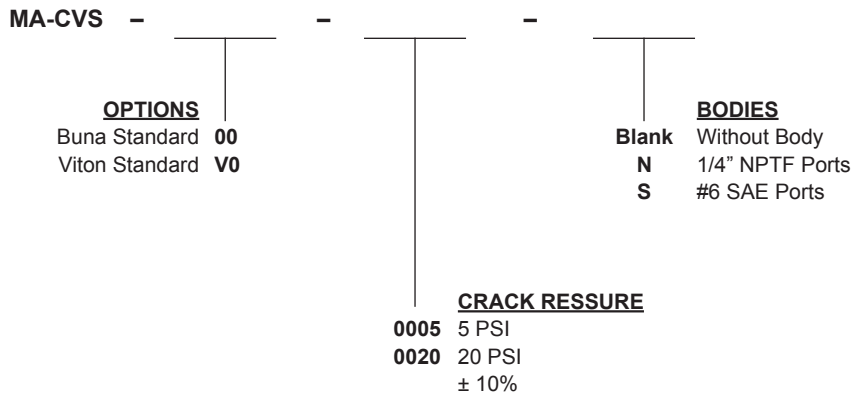 MA-CVS – – –
OPTIONS
Buna Standard 00
Viton Standard V0
BODIES
Blank Without Body
N 1/4” NPTF Ports
S #6 SAE Ports
CRACK RESSURE
0005 5 PSI
0020 20 PSI
± 10%